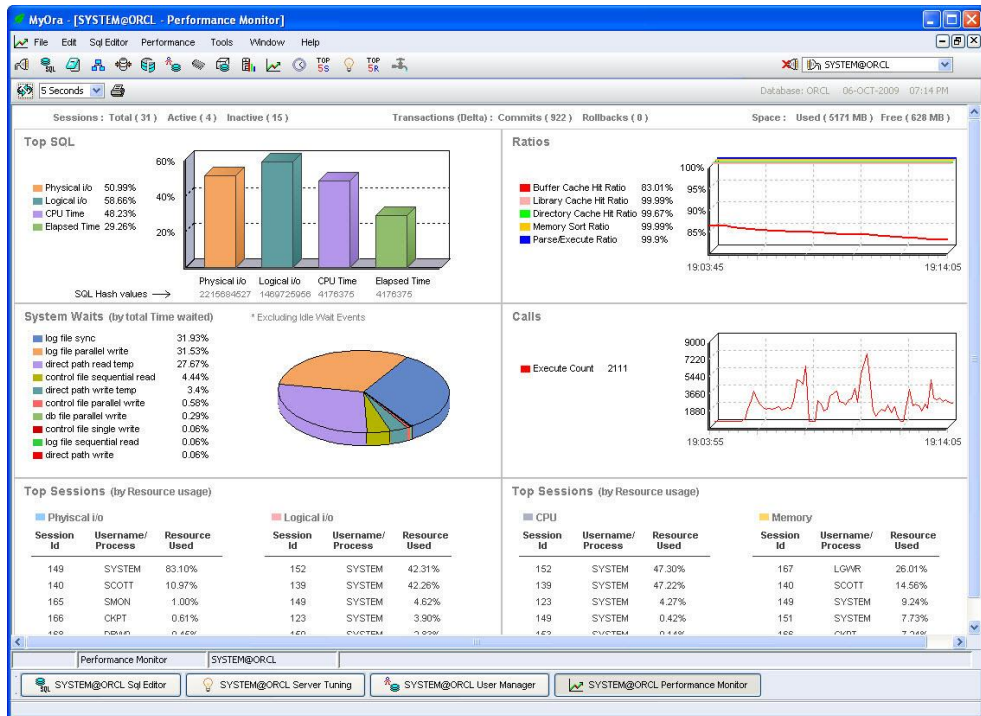 MyOra - [SYSTEM@ORCL - Performance Monitor]
File Edit Sql Editor Performance Tools Window Help
SQL TOP 5S TOP 5R SYSTEM@ORCL
5 Seconds Database: ORCL 06-OCT-2009 07:14 PM
Sessions : Total ( 31 ) Active ( 4 ) Inactive ( 15 ) Transactions (Delta) : Commits ( 922 ) Rollbacks ( 0 ) Space : Used ( 5171 MB ) Free ( 628 MB )
Top SQL
60%
40%
20%
Physical i/o 50.99%
Logical i/o 58.66%
CPU Time 48.23%
Elapsed Time 29.26%
Physical i/o Logical i/o CPU Time Elapsed Time
SQL Hash values 2215684527 1469725956 4176375 4176375
Ratios
100%
95%
90%
85%
Buffer Cache Hit Ratio 83.01%
Library Cache Hit Ratio 99.99%
Directory Cache Hit Ratio 99.67%
Memory Sort Ratio 99.99%
Parse/Execute Ratio 99.9%
19:03:45 19:14:05
System Waits (by total Time waited) * Excluding Idle Wait Events
log file sync 31.93%
log file parallel write 31.53%
direct path read temp 27.67%
control file sequential read 4.44%
direct path write temp 3.4%
control file parallel write 0.58%
db file parallel write 0.29%
control file single write 0.06%
log file sequential read 0.06%
direct path write 0.06%
Calls
9000
7220
5440
3660
1880
Execute Count 2111
19:03:55 19:14:05
Top Sessions (by Resource usage)
Phyiscal i/o Logical i/o
Session Id Username/ Process Resource Used Session Id Username/ Process Resource Used
149 SYSTEM 83.10% 152 SYSTEM 42.31%
140 SCOTT 10.97% 139 SYSTEM 42.26%
165 SMON 1.00% 149 SYSTEM 4.62%
166 CKPT 0.61% 123 SYSTEM 3.90%
Top Sessions (by Resource usage)
CPU Memory
Session Id Username/ Process Resource Used Session Id Username/ Process Resource Used
152 SYSTEM 47.30% 167 LGWR 26.01%
139 SYSTEM 47.22% 140 SCOTT 14.56%
123 SYSTEM 4.27% 149 SYSTEM 9.24%
149 SYSTEM 0.42% 151 SYSTEM 7.73%
Performance Monitor SYSTEM@ORCL
SYSTEM@ORCL Sql Editor SYSTEM@ORCL Server Tuning SYSTEM@ORCL User Manager SYSTEM@ORCL Performance Monitor